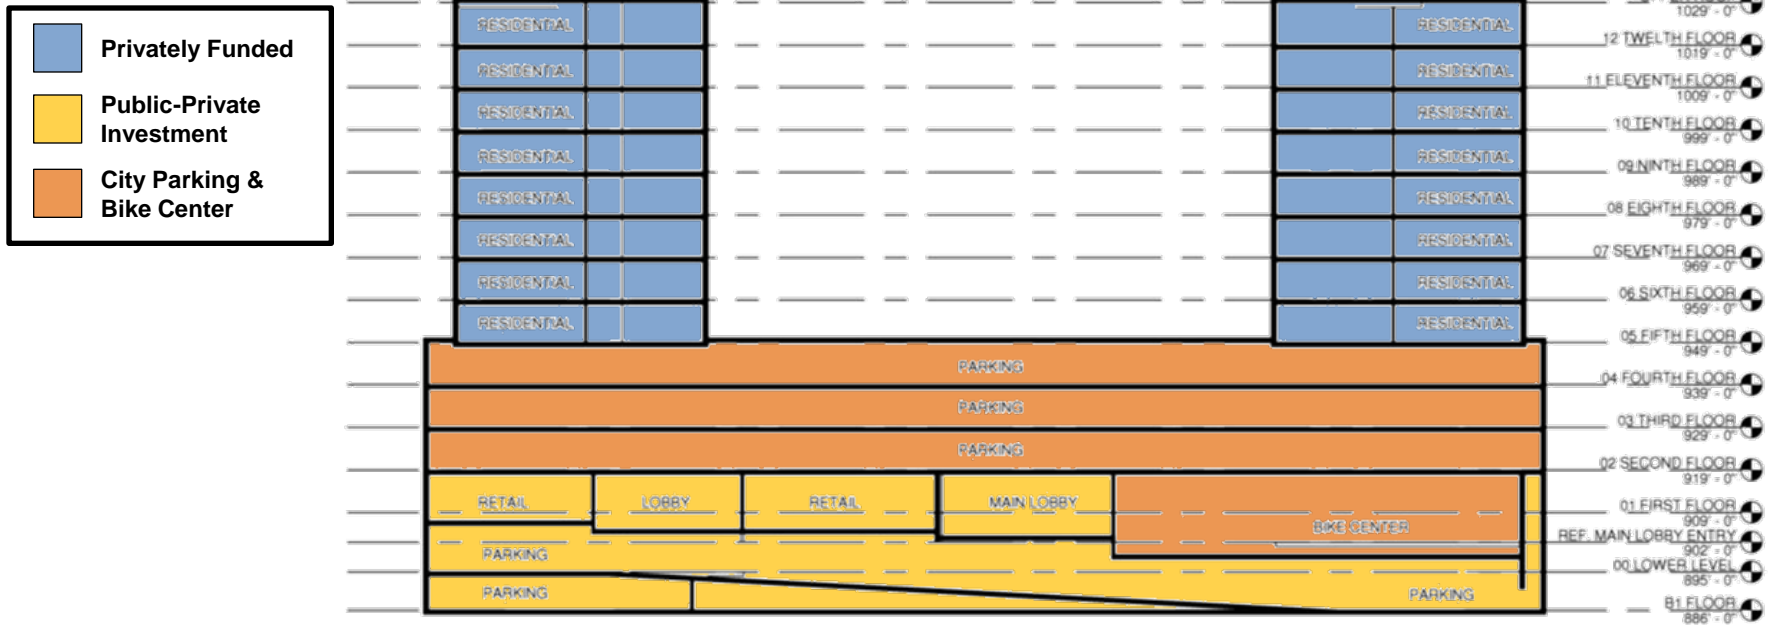 Privately Funded
Public-Private
Investment
City Parking &
Bike Center
RESIDENTIAL RESIDENTIAL
RESIDENTIAL RESIDENTIAL
RESIDENTIAL RESIDENTIAL
RESIDENTIAL RESIDENTIAL
RESIDENTIAL RESIDENTIAL
RESIDENTIAL RESIDENTIAL
RESIDENTIAL RESIDENTIAL
RESIDENTIAL RESIDENTIAL
PARKING
PARKING
PARKING
RETAIL LOBBY RETAIL MAIN LOBBY
BIKE CENTER
PARKING
PARKING PARKING
1029' - 0"
12 TWELTH FLOOR
1019' - 0"
11 ELEVENTH FLOOR
1009' - 0"
10 TENTH FLOOR
999' - 0"
09 NINTH FLOOR
989' - 0"
08 EIGHTH FLOOR
979' - 0"
07 SEVENTH FLOOR
969' - 0"
06 SIXTH FLOOR
959' - 0"
05 FIFTH FLOOR
949' - 0"
04 FOURTH FLOOR
939' - 0"
03 THIRD FLOOR
929' - 0"
02 SECOND FLOOR
919' - 0"
01 FIRST FLOOR
909' - 0"
REF. MAIN LOBBY ENTRY
902' - 0"
00 LOWER LEVEL
895' - 0"
B1 FLOOR
886' - 0"